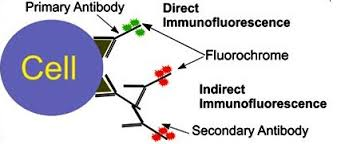 Primary Antibody
Direct
Immunofluorescence
Fluorochrome
Cell
Indirect
Immunofluorescence
Secondary Antibody